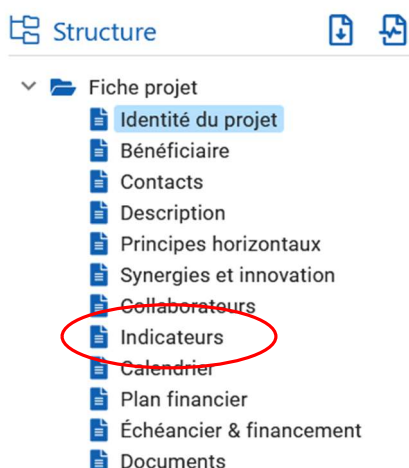 Structure
Fiche projet
Identité du projet
Bénéficiaire
Contacts
Description
Principes horizontaux
Synergies et innovation
Collaborateurs
Indicateurs
Calendrier
Plan financier
Échéancier & financement
Documents